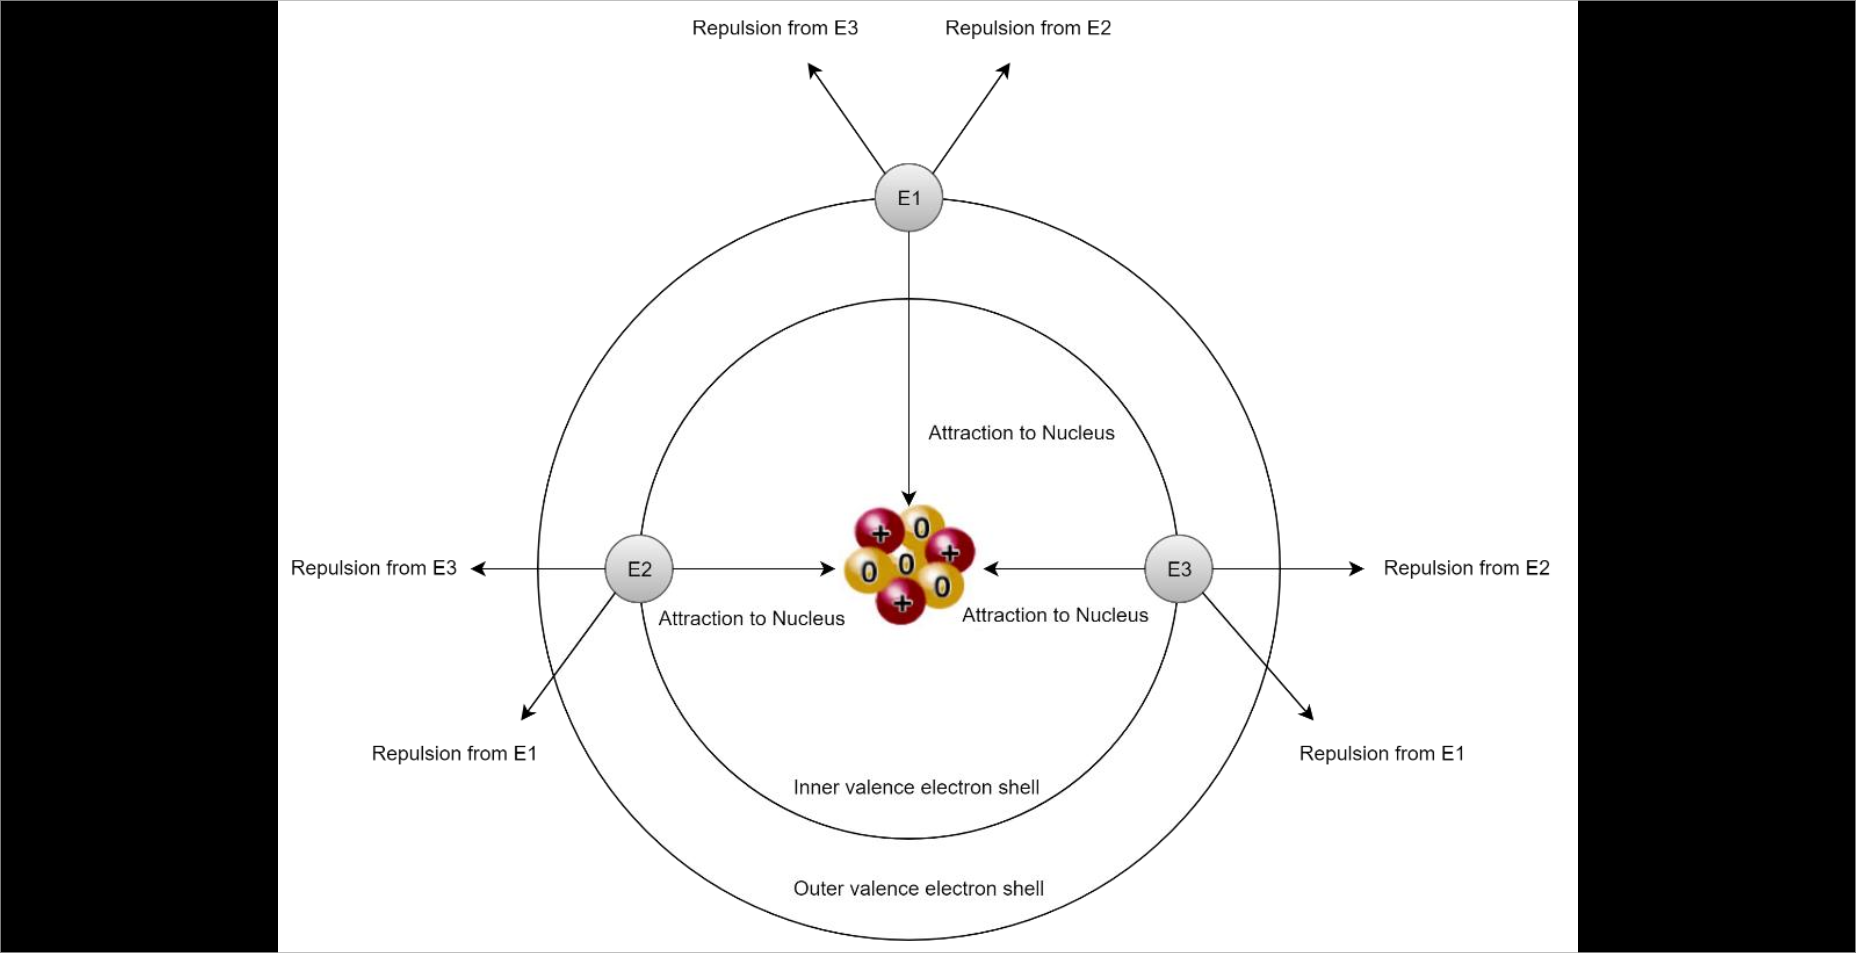 Repulsion from E3
Repulsion from E2
E1
Attraction to Nucleus
+
0
+
0
0
0
+
Repulsion from E3
E2
E3
Repulsion from E2
Attraction to Nucleus
Attraction to Nucleus
Repulsion from E1
Repulsion from E1
Inner valence electron shell
Outer valence electron shell